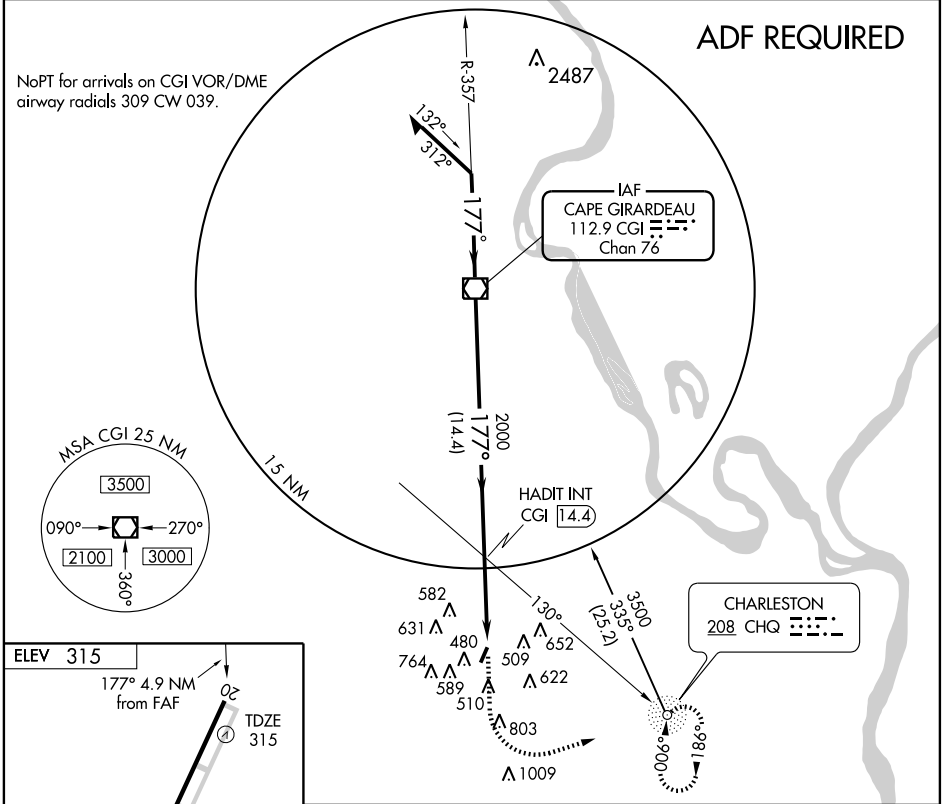 ADF REQUIRED
NoPT for arrivals on CGI VOR/DME
airway radials 309 CW 039.
R-357
2487
132°
312°
177°
IAF
CAPE GIRARDEAU
112.9 CGI
Chan 76
2000
177°
(14.4)
MSA CGI 25 NM
3500
090°
270°
2100
3000
360°
15 NM
HADIT INT
CGI 14.4
130°
3500
335°
(25.2)
CHARLESTON
208 CHQ
582
631
480
652
509
764
589
622
510
803
1009
006°
186°
ELEV 315
177° 4.9 NM
from FAF
20
TDZE
315
A